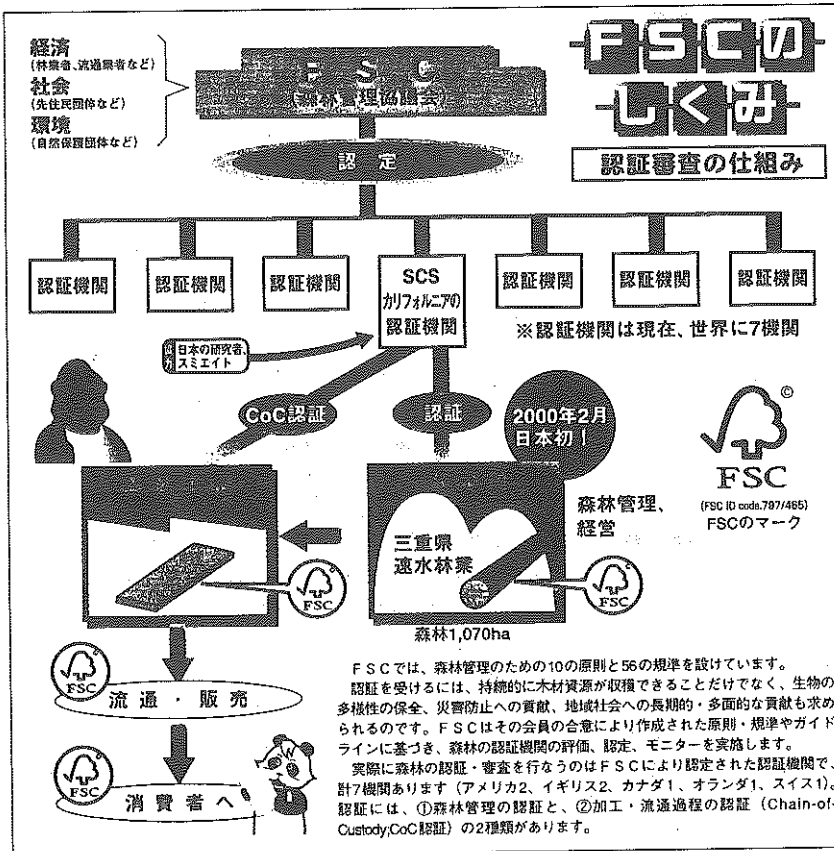 経済
(林業者、流通業者など)
社会
(先住民団体など)
環境
(自然保護団体など)
FSC
(森林管理協議会)
FSCの
しくみ
認証審査の仕組み
認定
認証機関
認証機関
認証機関
SCS
カリフォルニアの
認証機関
認証機関
認証機関
認証機関
※認証機関は現在、世界に7機関
協力
日本の研究者、
スミエイト
CoC認証
認証
2000年2月
日本初!
©
FSC
(FSC ID code.797/465)
FSCのマーク
森林管理、
経営
三重県
速水林業
FSC
FSC
森林1,070ha
FSC
流通・販売
FSC
消費者へ
FSCでは、森林管理のための10の原則と56の規準を設けています。
認証を受けるには、持続的に木材資源が収穫できることだけでなく、生物の
多様性の保全、災害防止への貢献、地域社会への長期的・多面的な貢献も求め
られるのです。FSCはその会員の合意により作成された原則・規準やガイド
ラインに基づき、森林の認証機関の評価、認定、モニターを実施します。
実際に森林の認証・審査を行なうのはFSCにより認定された認証機関で、
計7機関あります(アメリカ2、イギリス2、カナダ1、オランダ1、スイス1)。
認証には、①森林管理の認証と、②加工・流通過程の認証(Chain-of-
Custody;CoC認証)の2種類があります。